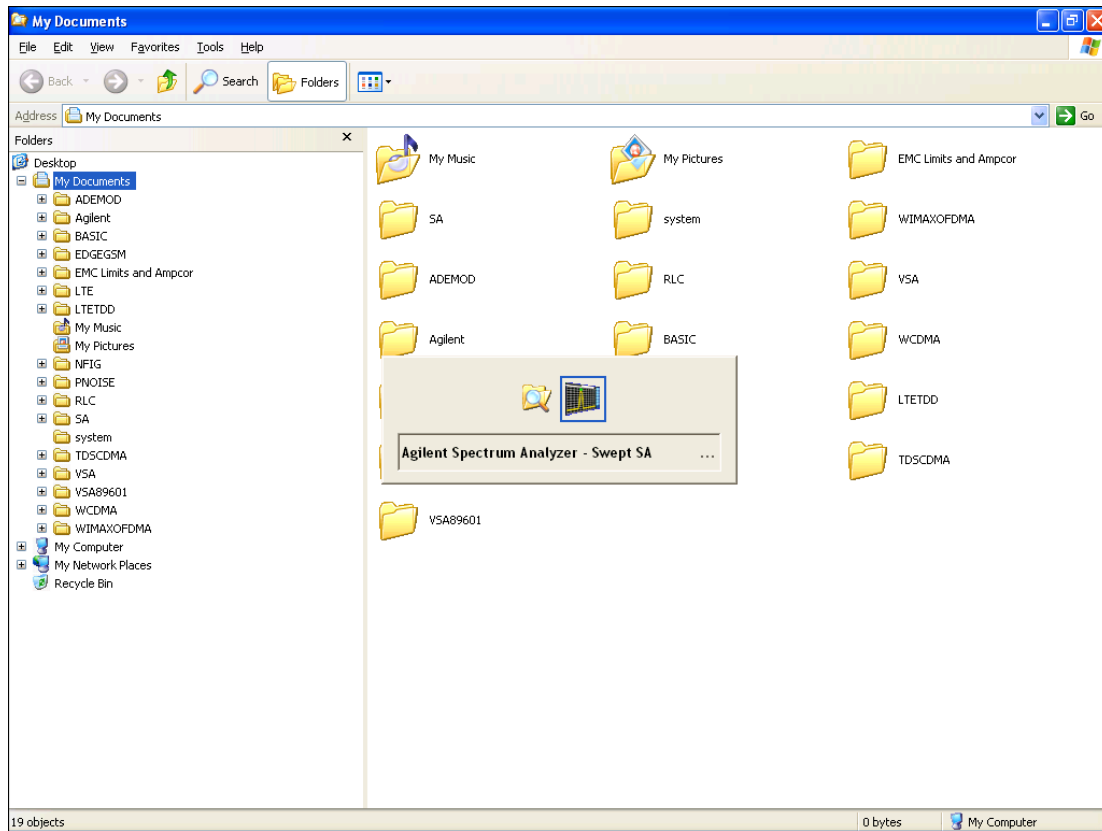 My Documents
File Edit View Favorites Tools Help
Back Search Folders
Address My Documents Go
Folders
Desktop
My Documents
ADEMOD
Agilent
BASIC
EDGEGSM
EMC Limits and Ampcor
LTE
LTETDD
My Music
My Pictures
NFIG
PNOISE
RLC
SA
system
TDSCDMA
VSA
VSA89601
WCDMA
WIMAXOFDMA
My Computer
My Network Places
Recycle Bin
My Music My Pictures EMC Limits and Ampcor
SA system WIMAXOFDMA
ADEMOD RLC VSA
Agilent BASIC WCDMA
LTETDD
Agilent Spectrum Analyzer - Swept SA ...
TDSCDMA
VSA89601
19 objects 0 bytes My Computer